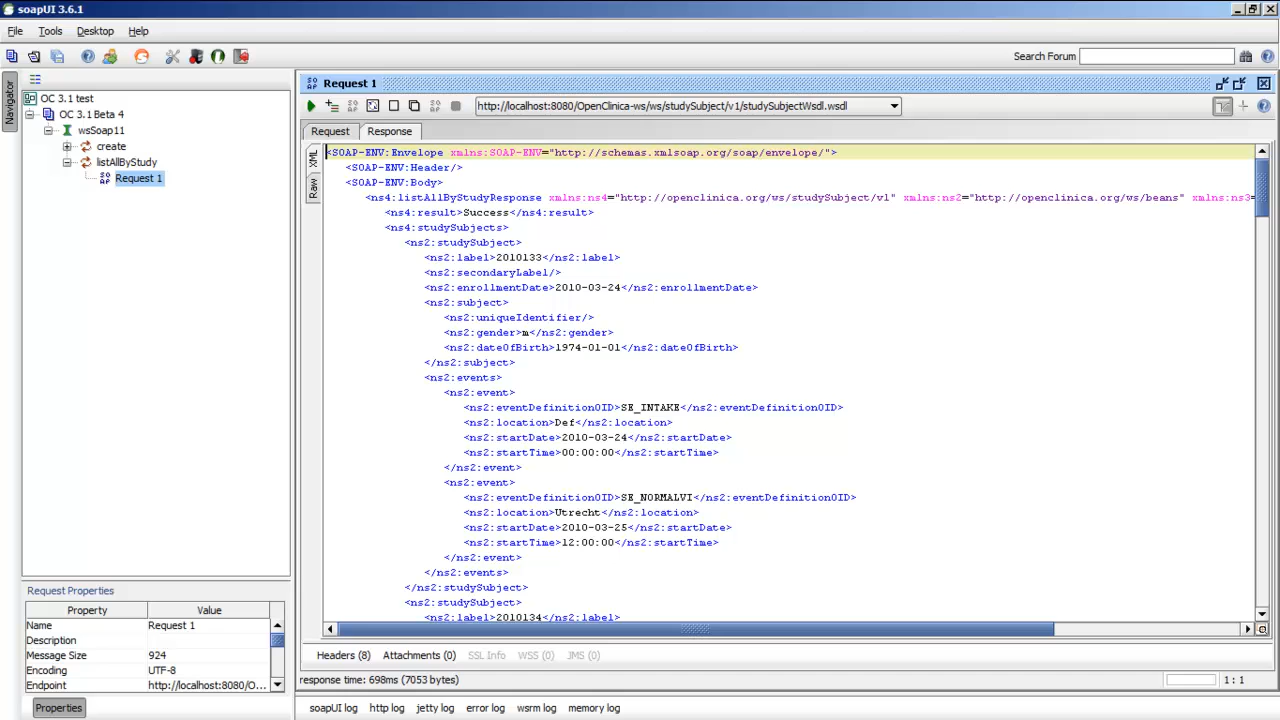 soapUI 3.6.1
File Tools Desktop Help
Search Forum
Navigator
OC 3.1 test
OC 3.1 Beta 4
wsSoap11
create
listAllByStudy
Request 1
Request 1
http://localhost:8080/OpenClinica-ws/ws/studySubject/v1/studySubjectWsdl.wsdl
Request Response
XML
Raw
<SOAP-ENV:Envelope xmlns:SOAP-ENV="http://schemas.xmlsoap.org/soap/envelope/">
<SOAP-ENV:Header/>
<SOAP-ENV:Body>
<ns4:listAllByStudyResponse xmlns:ns4="http://openclinica.org/ws/studySubject/v1" xmlns:ns2="http://openclinica.org/ws/beans" xmlns:ns3=
<ns4:result>Success</ns4:result>
<ns4:studySubjects>
<ns2:studySubject>
<ns2:label>2010133</ns2:label>
<ns2:secondaryLabel/>
<ns2:enrollmentDate>2010-03-24</ns2:enrollmentDate>
<ns2:subject>
<ns2:uniqueIdentifier/>
<ns2:gender>m</ns2:gender>
<ns2:dateOfBirth>1974-01-01</ns2:dateOfBirth>
</ns2:subject>
<ns2:events>
<ns2:event>
<ns2:eventDefinitionOID>SE_INTAKE</ns2:eventDefinitionOID>
<ns2:location>Def</ns2:location>
<ns2:startDate>2010-03-24</ns2:startDate>
<ns2:startTime>00:00:00</ns2:startTime>
</ns2:event>
<ns2:event>
<ns2:eventDefinitionOID>SE_NORMALVI</ns2:eventDefinitionOID>
<ns2:location>Utrecht</ns2:location>
<ns2:startDate>2010-03-25</ns2:startDate>
<ns2:startTime>12:00:00</ns2:startTime>
</ns2:event>
</ns2:events>
</ns2:studySubject>
<ns2:studySubject>
<ns2:label>2010134</ns2:label>
Request Properties
Property Value
Name Request 1
Description
Message Size 924
Encoding UTF-8
Endpoint http://localhost:8080/O...
Properties
Headers (8) Attachments (0) SSL Info WSS (0) JMS (0)
response time: 698ms (7053 bytes) 1 : 1
soapUI log http log jetty log error log wsrm log memory log